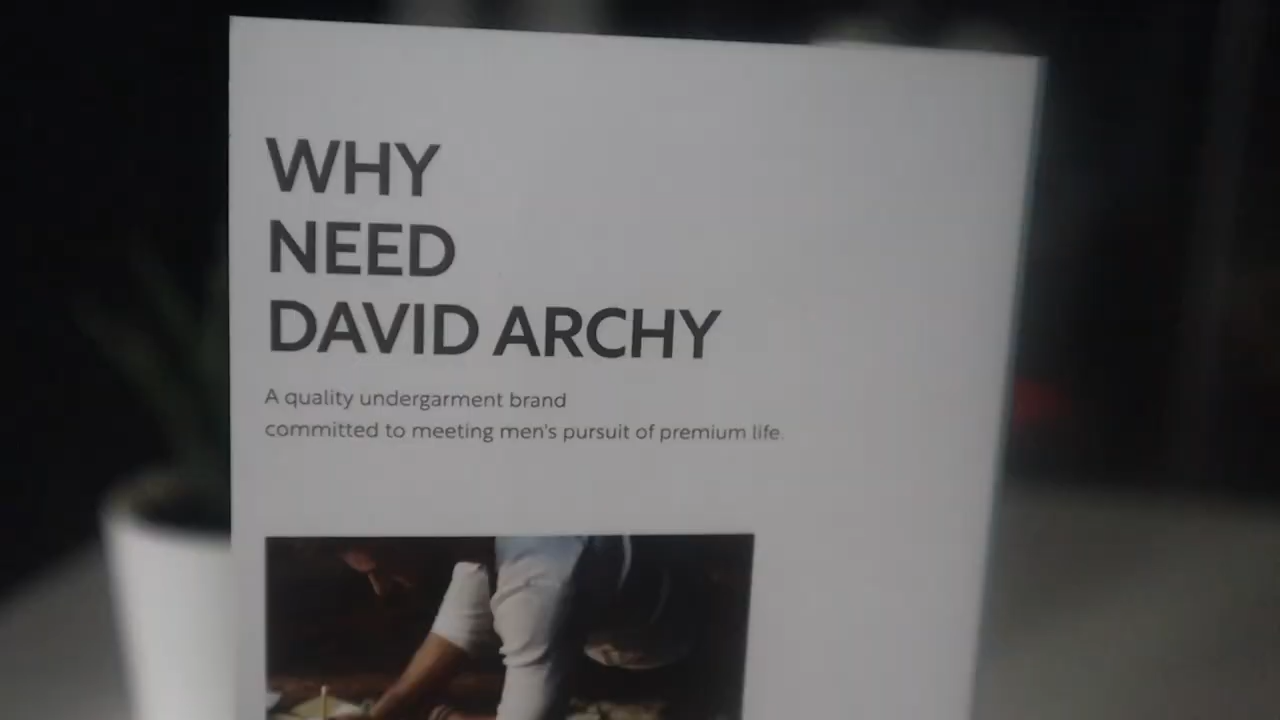 WHY
NEED
DAVID ARCHY
A quality undergarment brand
committed to meeting men's pursuit of premium life.